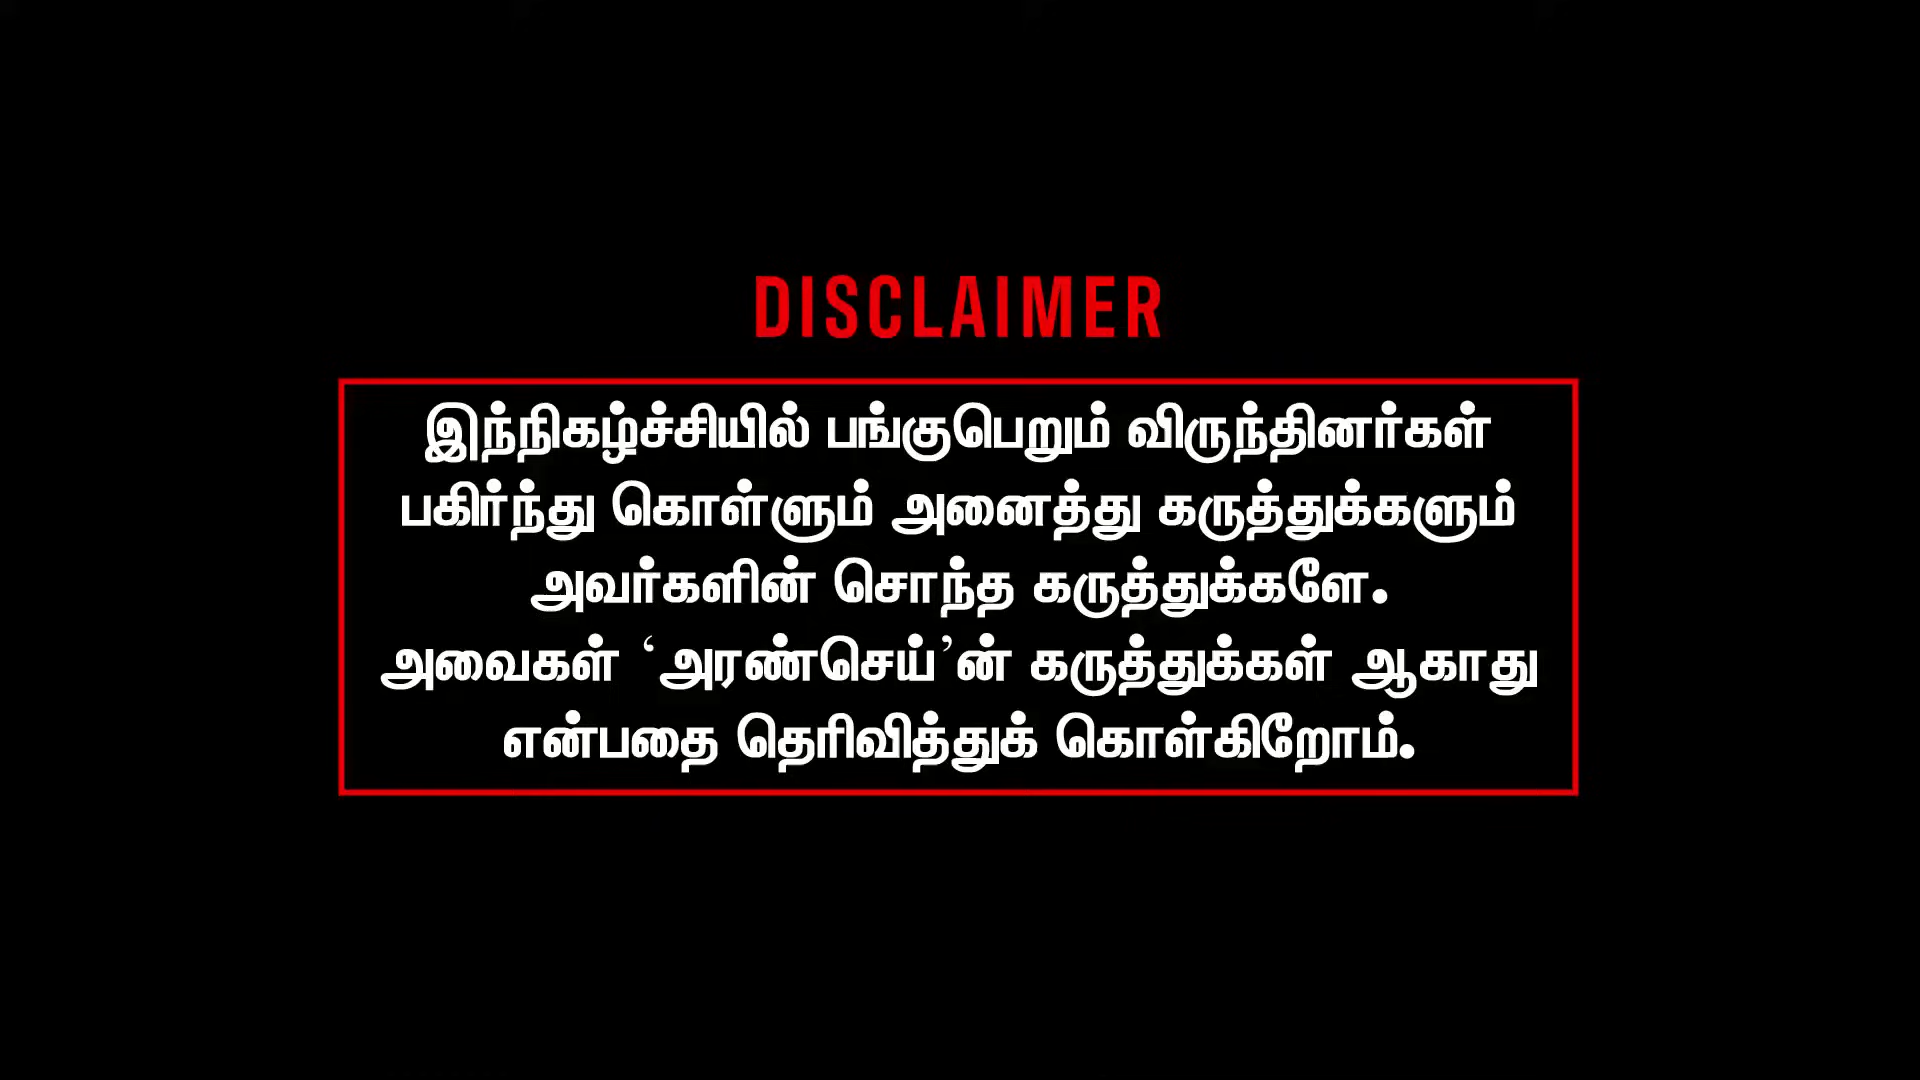 DISCLAIMER
இந்நிகழ்ச்சியில் பங்குபெறும் விருந்தினர்கள்
பகிர்ந்து கொள்ளும் அனைத்து கருத்துக்களும்
அவர்களின் சொந்த கருத்துக்களே.
அவைகள் ‘அரண்செய்’ன் கருத்துக்கள் ஆகாது
என்பதை தெரிவித்துக் கொள்கிறோம்.